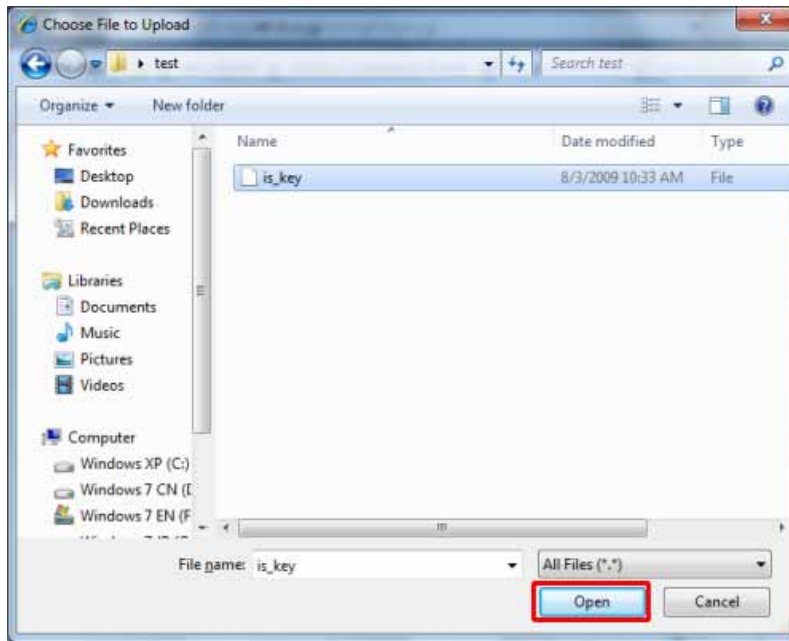 Choose File to Upload
test
Search test
Organize
New folder
Name
Date modified
Type
is_key
8/3/2009 10:33 AM
File
Favorites
Desktop
Downloads
Recent Places
Libraries
Documents
Music
Pictures
Videos
Computer
Windows XP (C:)
Windows 7 CN (D
Windows 7 EN (F
File name:
is_key
All Files (*.*)
Open
Cancel